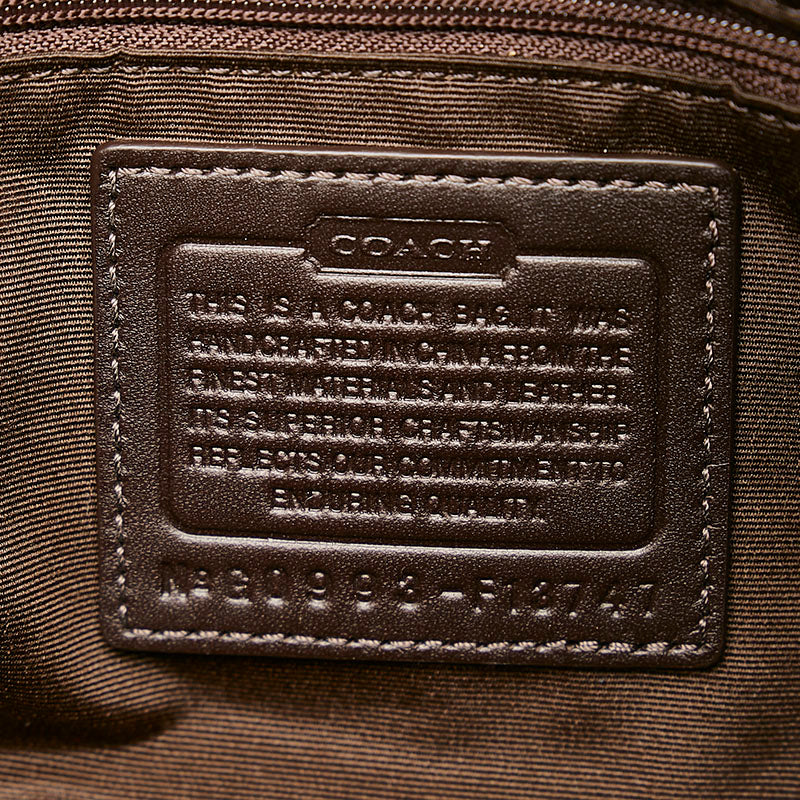 COACH
THIS IS A COACH BAG. IT WAS
HANDCRAFTED IN CHINA FROM THE
FINEST MATERIALS AND LEATHER.
ITS SUPERIOR CRAFTSMANSHIP
REFLECTS OUR COMMITMENT TO
ENDURING QUALITY.
-F13747